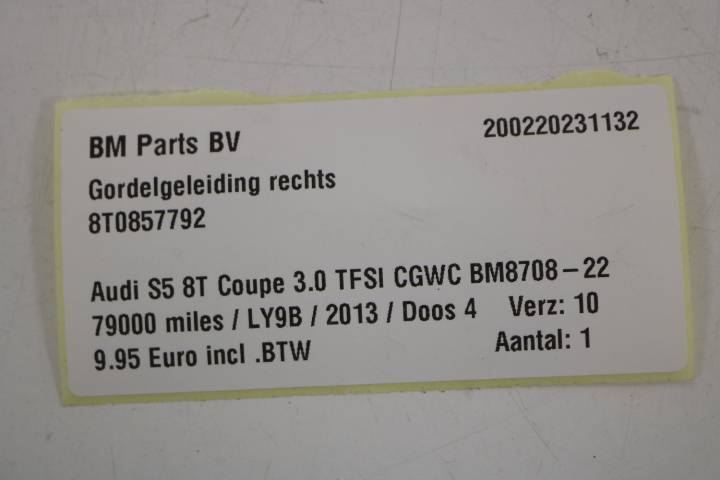 BM Parts BV 200220231132
Gordelgeleiding rechts
8T0857792
Audi S5 8T Coupe 3.0 TFSI CGWC BM8708-22
79000 miles / LY9B / 2013 / Doos 4 Verz: 10
9.95 Euro incl .BTW Aantal: 1